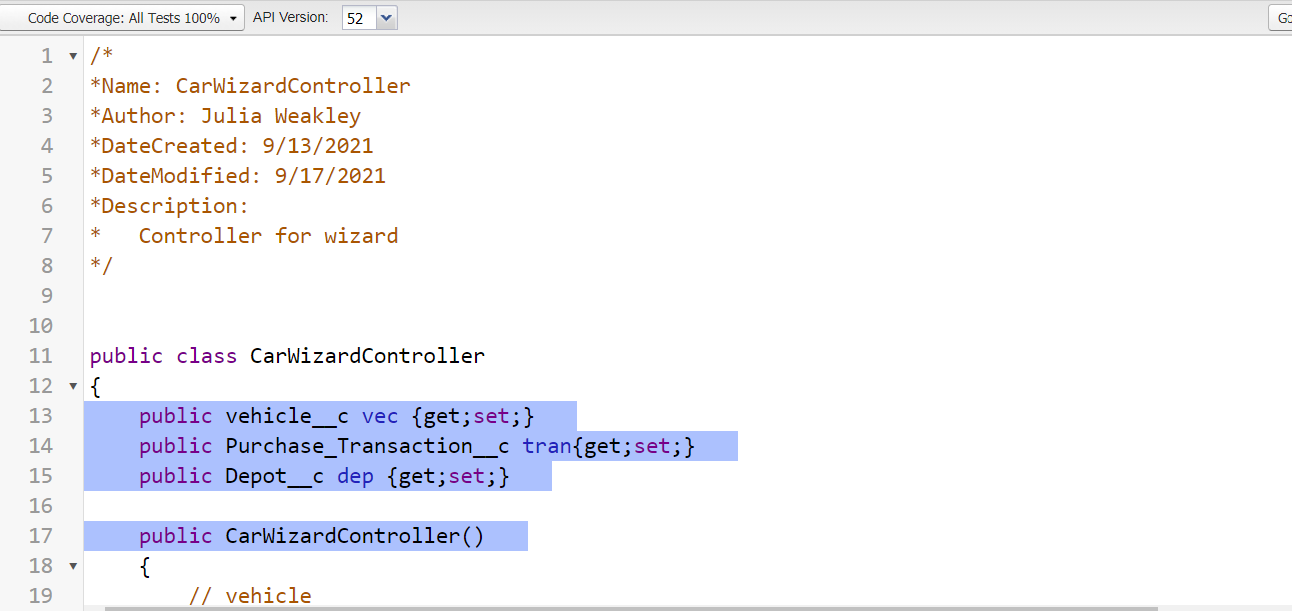 Code Coverage: All Tests 100% API Version: 52 Go
1 /*
2 *Name: CarWizardController
3 *Author: Julia Weakley
4 *DateCreated: 9/13/2021
5 *DateModified: 9/17/2021
6 *Description:
7 *   Controller for wizard
8 */
9
10
11 public class CarWizardController
12 {
13     public vehicle__c vec {get;set;}
14     public Purchase_Transaction__c tran{get;set;}
15     public Depot__c dep {get;set;}
16
17     public CarWizardController()
18     {
19         // vehicle